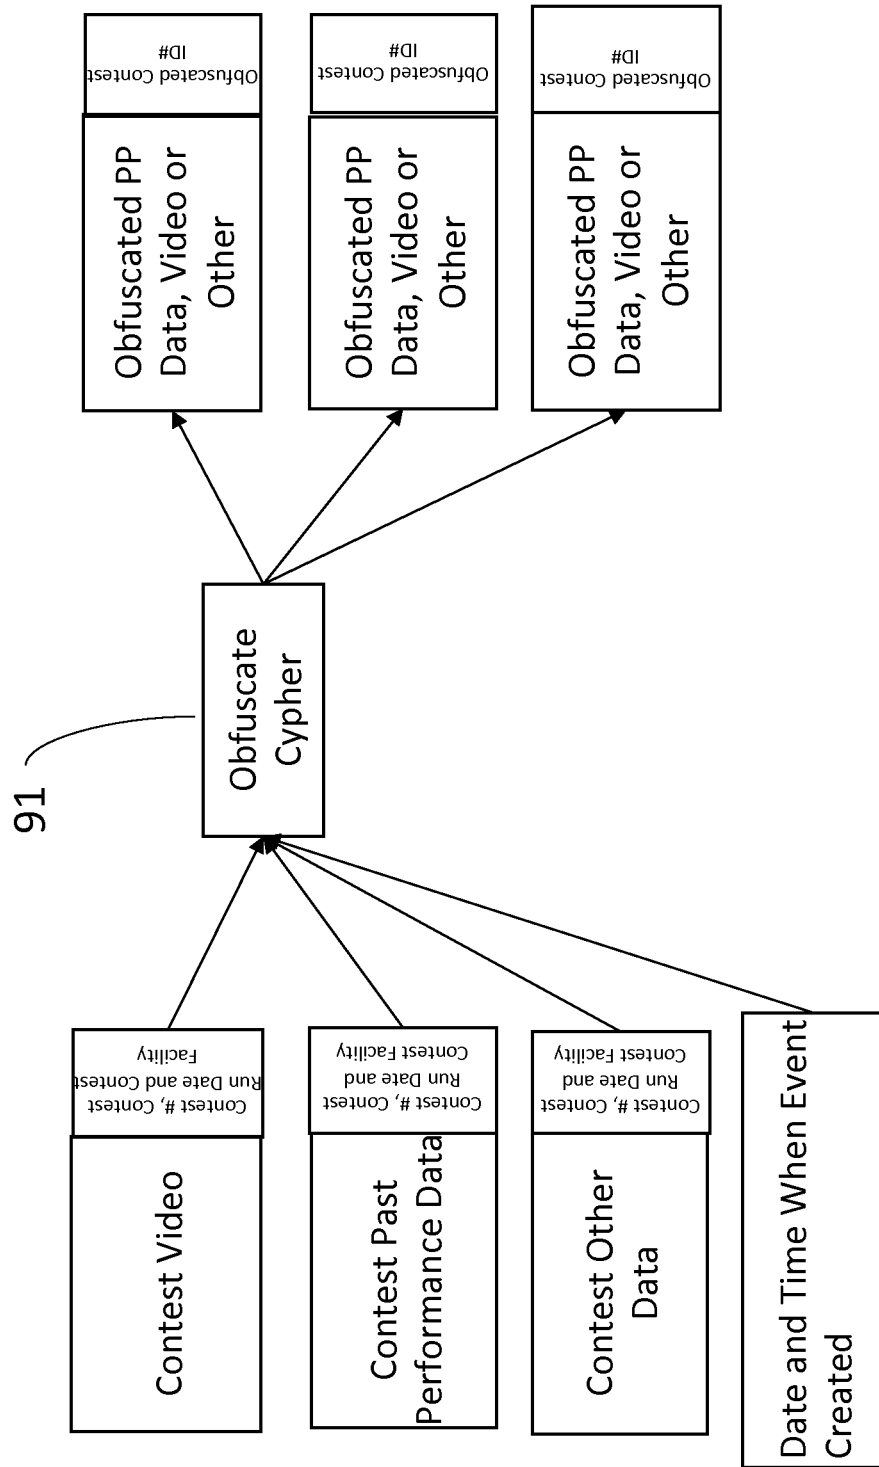 91
Contest Video
Contest #, Contest
Run Date and Contest
Facility
Contest Past
Performance Data
Contest #, Contest
Run Date and
Contest Facility
Contest Other
Data
Contest #, Contest
Run Date and
Contest Facility
Date and Time When Event
Created
Obfuscate
Cypher
Obfuscated PP
Data, Video or
Other
Obfuscated Contest
ID#
Obfuscated PP
Data, Video or
Other
Obfuscated Contest
ID#
Obfuscated PP
Data, Video or
Other
Obfuscated Contest
ID#